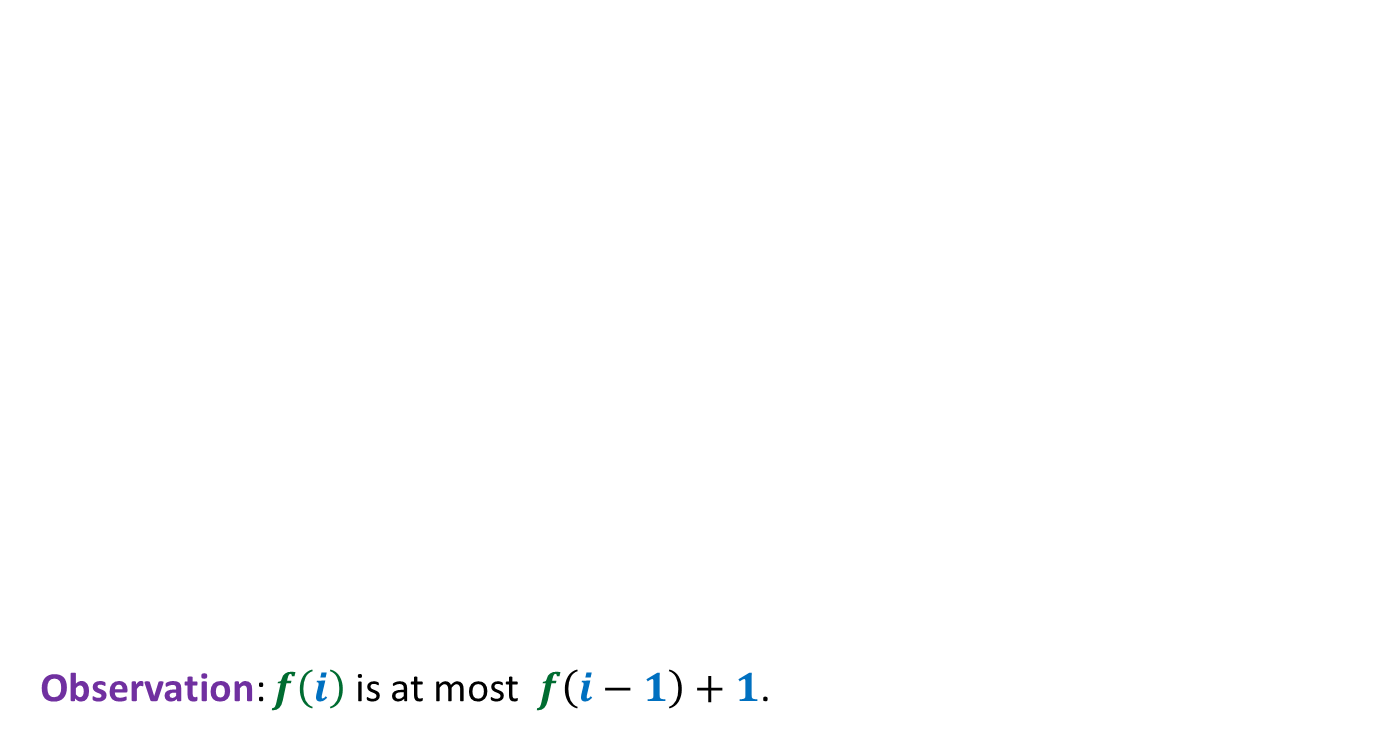 Observation: f(i) is at most f(i − 1) + 1.